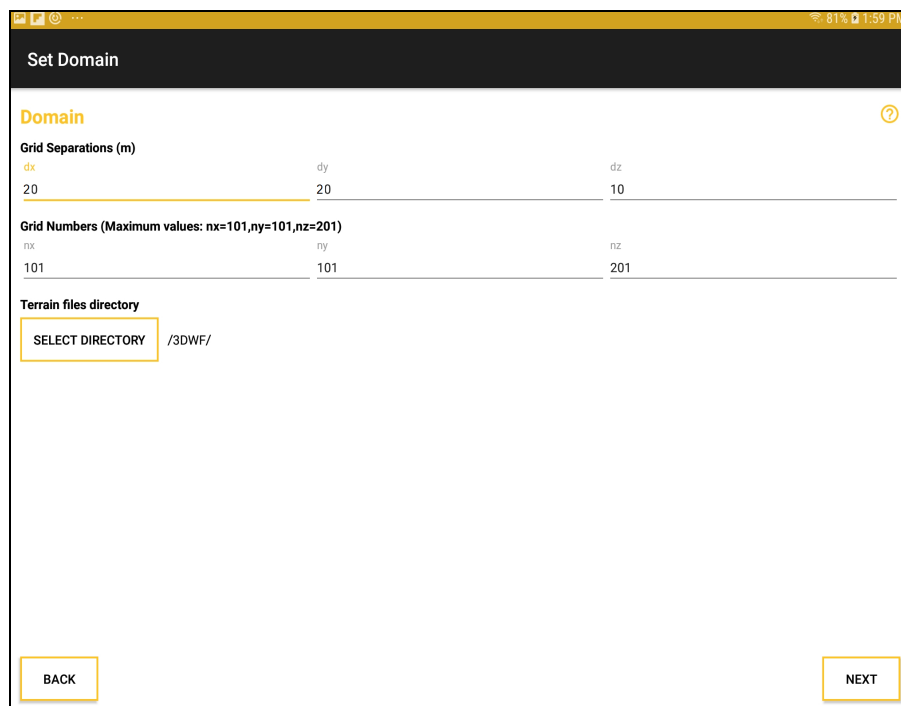 81% 1:59 PM
Set Domain
Domain
Grid Separations (m)
dx dy dz
20 20 10
Grid Numbers (Maximum values: nx=101,ny=101,nz=201)
nx ny nz
101 101 201
Terrain files directory
SELECT DIRECTORY /3DWF/
BACK NEXT